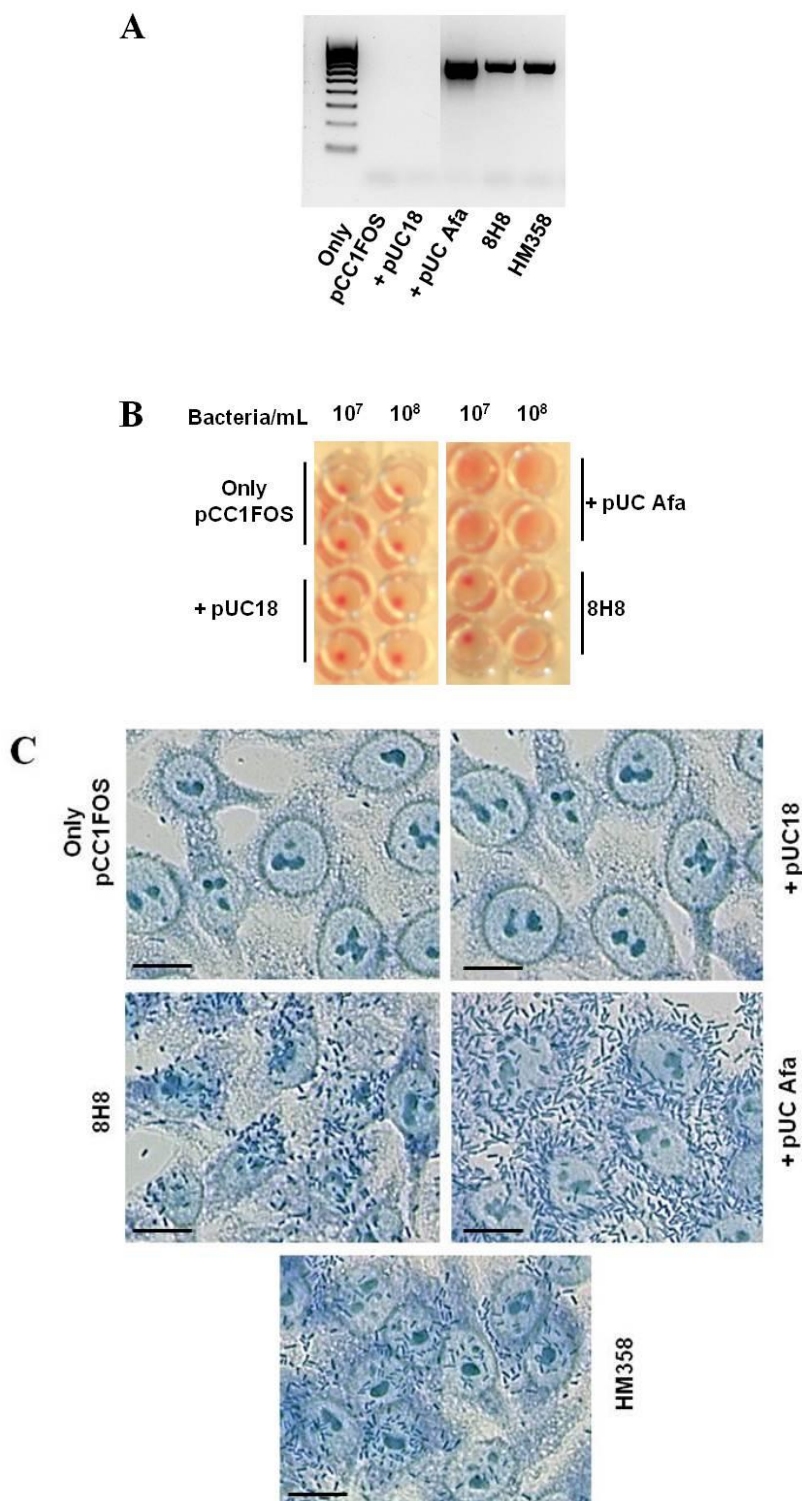 A
Only
pCC1FOS
+ pUC18
+ pUC Afa
8H8
HM358
B
Bacteria/mL 10⁷ 10⁸ 10⁷ 10⁸
Only
pCC1FOS
+ pUC Afa
+ pUC18
8H8
C
Only
pCC1FOS
+ pUC18
8H8
+ pUC Afa
HM358